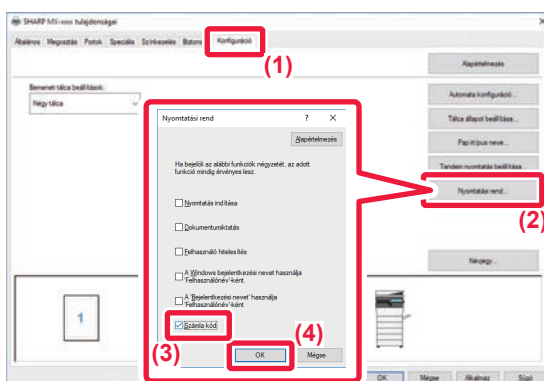 SHARP MX-xxxx tulajdonságai
Általános Megosztás Portok Speciális Színkezelés Biztons Konfiguráció
(1)
Alapértelmezés
Bemeneti tálca beállítások:
Négy tálca
Automata konfiguráció...
Tálca állapot beállítása...
Papírtípus neve...
Tandem nyomtatás beállítása...
Nyomtatási rend...
(2)
Névjegy...
Nyomtatási rend ? ×
Alapértelmezés
Ha bejelöli az alábbi funkciók négyzetét, az adott
funkció mindig érvényes lesz.
Nyomtatás indítása
Dokumentumiktatás
Felhasználó hitelesítés
A Windows bejelentkezési nevet használja
'Felhasználónév'-ként.
A 'Bejelentkezési nevet' használja
'Felhasználónév'-ként
Számla kód
(3)
(4)
OK Mégse
1
OK Mégse Alkalmaz Súgó